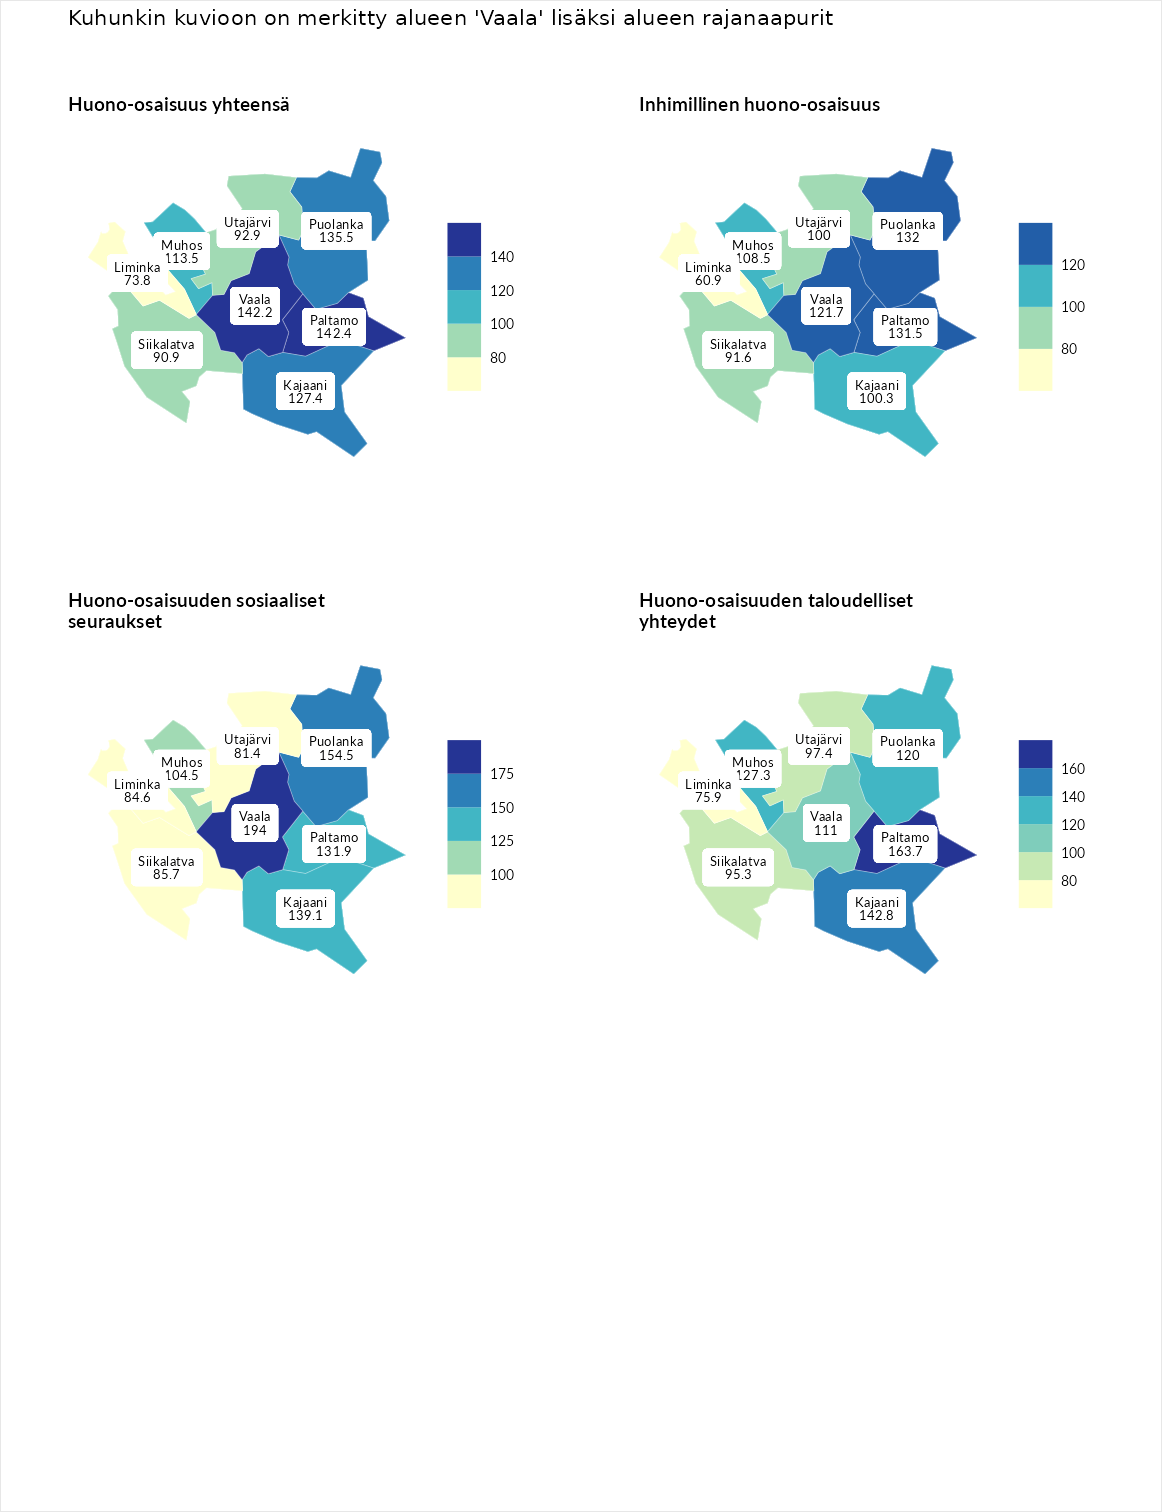 Kuhunkin kuvioon on merkitty alueen 'Vaala' lisäksi alueen rajanaapurit
Huono-osaisuus yhteensä
Utajärvi
92.9
Puolanka
135.5
Muhos
113.5
Liminka
73.8
Vaala
142.2
Paltamo
142.4
Siikalatva
90.9
Kajaani
127.4
140
120
100
80
Inhimillinen huono-osaisuus
Utajärvi
100
Puolanka
132
Muhos
108.5
Liminka
60.9
Vaala
121.7
Paltamo
131.5
Siikalatva
91.6
Kajaani
100.3
120
100
80
Huono-osaisuuden sosiaaliset
seuraukset
Utajärvi
81.4
Puolanka
154.5
Muhos
104.5
Liminka
84.6
Vaala
194
Paltamo
131.9
Siikalatva
85.7
Kajaani
139.1
175
150
125
100
Huono-osaisuuden taloudelliset
yhteydet
Utajärvi
97.4
Puolanka
120
Muhos
127.3
Liminka
75.9
Vaala
111
Paltamo
163.7
Siikalatva
95.3
Kajaani
142.8
160
140
120
100
80